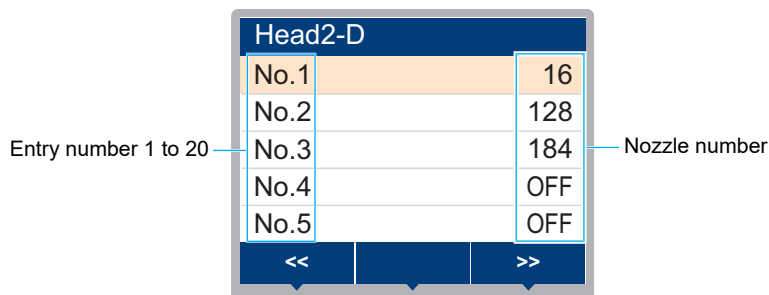 Head2-D
No.1 16
No.2 128
Entry number 1 to 20 No.3 184 Nozzle number
No.4 OFF
No.5 OFF
<< >>